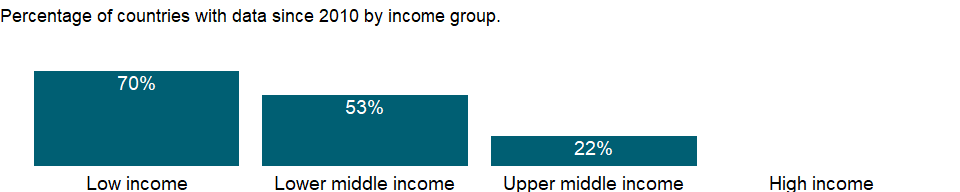 Percentage of countries with data since 2010 by income group.
70%
53%
22%
Low income
Lower middle income
Upper middle income
High income